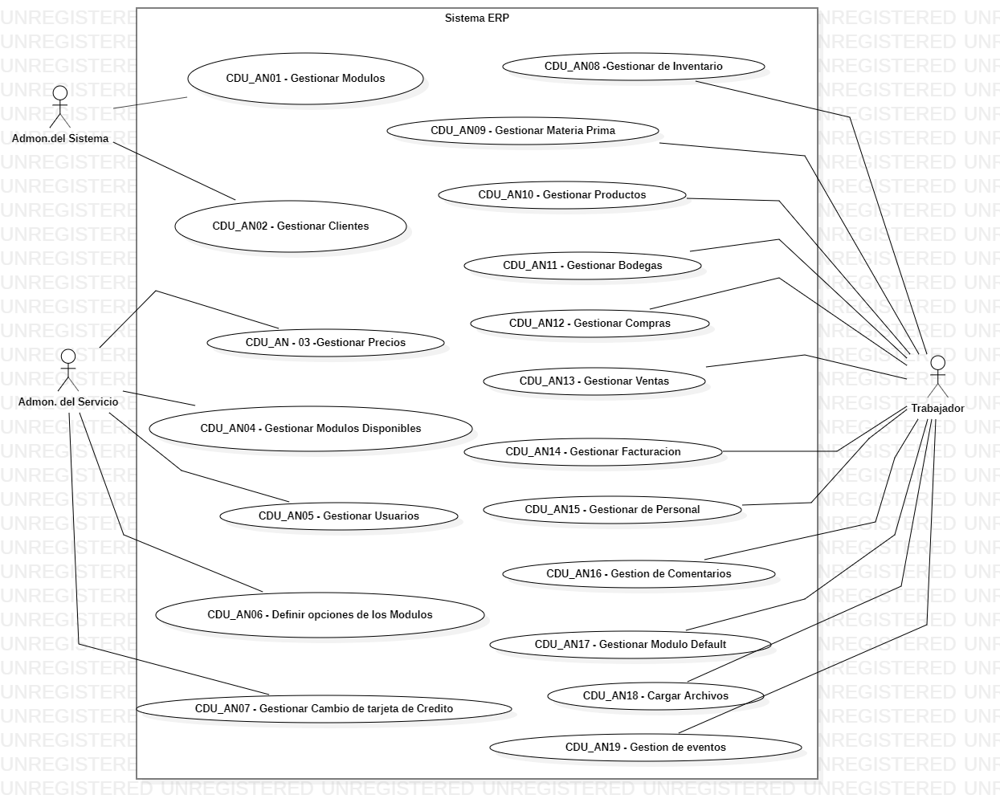 Sistema ERP
CDU_AN01 - Gestionar Modulos
CDU_AN08 -Gestionar de Inventario
Admon.del Sistema
CDU_AN09 - Gestionar Materia Prima
CDU_AN10 - Gestionar Productos
CDU_AN02 - Gestionar Clientes
CDU_AN11 - Gestionar Bodegas
CDU_AN12 - Gestionar Compras
CDU_AN - 03 -Gestionar Precios
CDU_AN13 - Gestionar Ventas
Admon. del Servicio
Trabajador
CDU_AN04 - Gestionar Modulos Disponibles
CDU_AN14 - Gestionar Facturacion
CDU_AN05 - Gestionar Usuarios
CDU_AN15 - Gestionar de Personal
CDU_AN16 - Gestion de Comentarios
CDU_AN06 - Definir opciones de los Modulos
CDU_AN17 - Gestionar Modulo Default
CDU_AN18 - Cargar Archivos
CDU_AN07 - Gestionar Cambio de tarjeta de Credito
CDU_AN19 - Gestion de eventos
UNREGISTERED UNREGISTERED UNREGISTERED UNREGISTERED UNREGISTERED UNREGISTERED